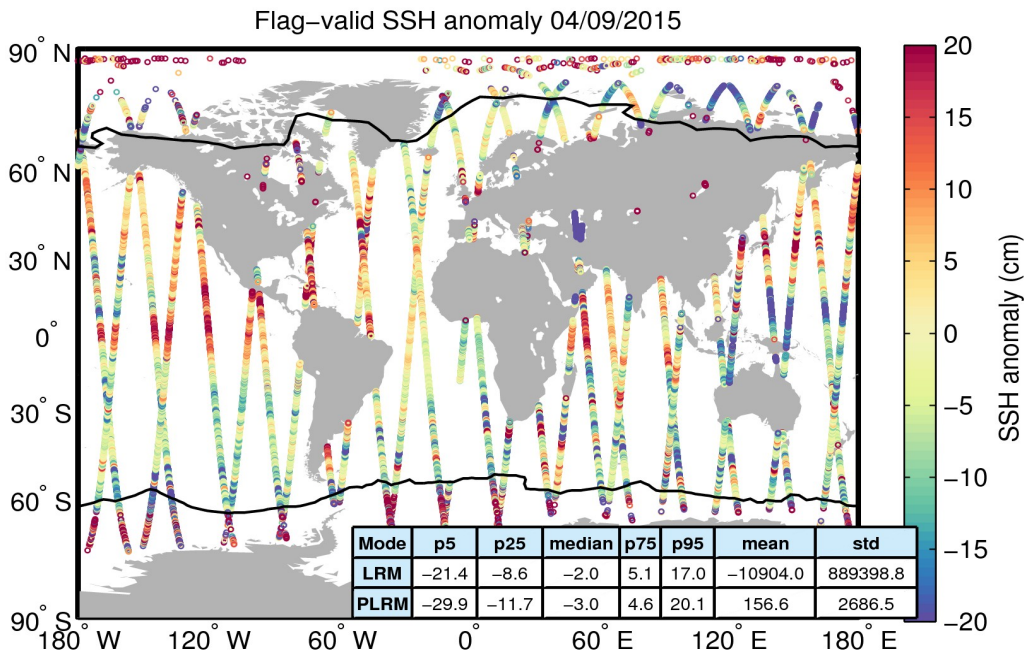 Flag−valid SSH anomaly 04/09/2015
90° N
60° N
30° N
0°
30° S
60° S
90° S
180° W 120° W 60° W 0° 60° E 120° E 180° E
20
15
10
5
0
−5
−10
−15
−20
SSH anomaly (cm)
Mode p5 p25 median p75 p95 mean std
LRM −21.4 −8.6 −2.0 5.1 17.0 −10904.0 889398.8
PLRM −29.9 −11.7 −3.0 4.6 20.1 156.6 2686.5